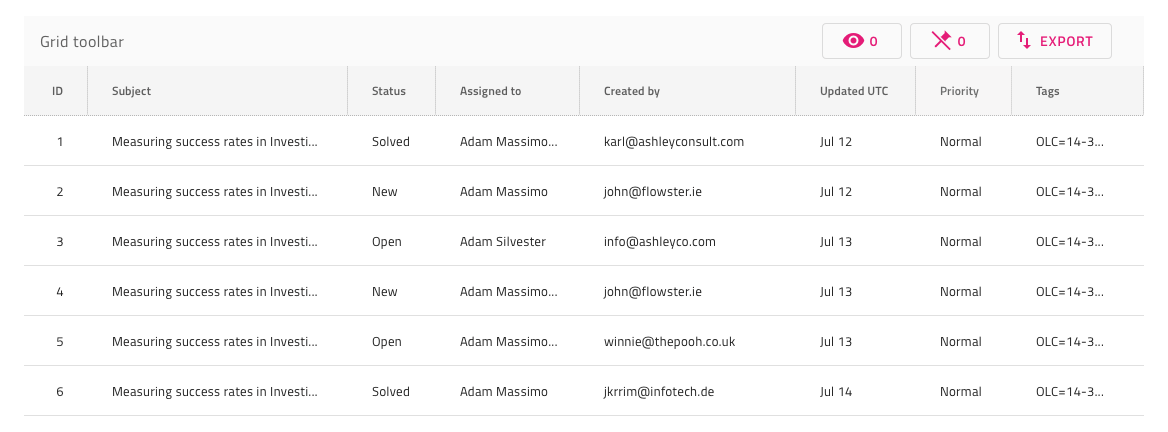 Grid toolbar 0 0 EXPORT
ID Subject Status Assigned to Created by Updated UTC Priority Tags
1 Measuring success rates in Investi... Solved Adam Massimo... karl@ashleyconsult.com Jul 12 Normal OLC=14-3...
2 Measuring success rates in Investi... New Adam Massimo john@flowster.ie Jul 12 Normal OLC=14-3...
3 Measuring success rates in Investi... Open Adam Silvester info@ashleyco.com Jul 13 Normal OLC=14-3...
4 Measuring success rates in Investi... New Adam Massimo... john@flowster.ie Jul 13 Normal OLC=14-3...
5 Measuring success rates in Investi... Open Adam Massimo... winnie@thepooh.co.uk Jul 13 Normal OLC=14-3...
6 Measuring success rates in Investi... Solved Adam Massimo jkrrim@infotech.de Jul 14 Normal OLC=14-3...